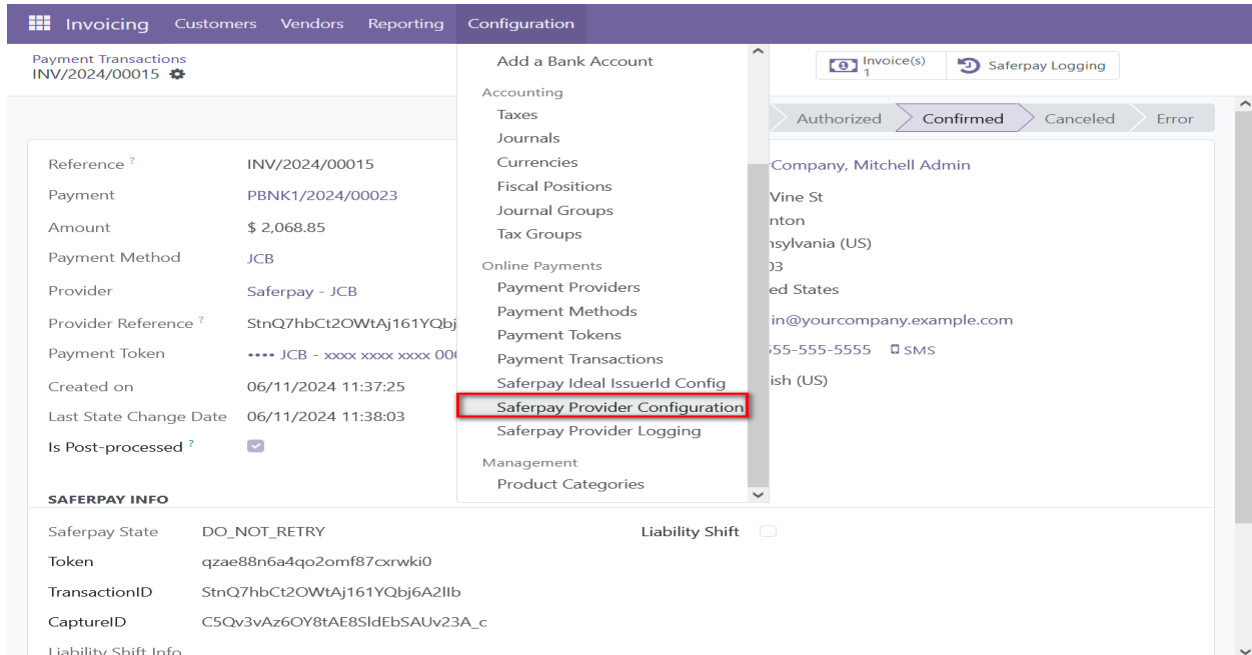 Invoicing Customers Vendors Reporting Configuration
Payment Transactions
INV/2024/00015
Invoice(s)
1
Saferpay Logging
Authorized Confirmed Canceled Error
Add a Bank Account
Accounting
Taxes
Journals
Currencies
Fiscal Positions
Journal Groups
Tax Groups
Online Payments
Payment Providers
Payment Methods
Payment Tokens
Payment Transactions
Saferpay Ideal IssuerId Config
Saferpay Provider Configuration
Saferpay Provider Logging
Management
Product Categories
Reference ? INV/2024/00015
Payment PBNK1/2024/00023
Amount $ 2,068.85
Payment Method JCB
Provider Saferpay - JCB
Provider Reference ? StnQ7hbCt2OWtAj161YQbj
Payment Token •••• JCB - xxxx xxxx xxxx 00
Created on 06/11/2024 11:37:25
Last State Change Date 06/11/2024 11:38:03
Is Post-processed ?
Company, Mitchell Admin
Vine St
nton
nsylvania (US)
03
ed States
in@yourcompany.example.com
55-555-5555 SMS
ish (US)
SAFERPAY INFO
Saferpay State DO_NOT_RETRY
Liability Shift
Token qzae88n6a4qo2omf87cxrwki0
TransactionID StnQ7hbCt2OWtAj161YQbj6A2lIb
CaptureID C5Qv3vAz6OY8tAE8SldEbSAUv23A_c
Liability Shift Info